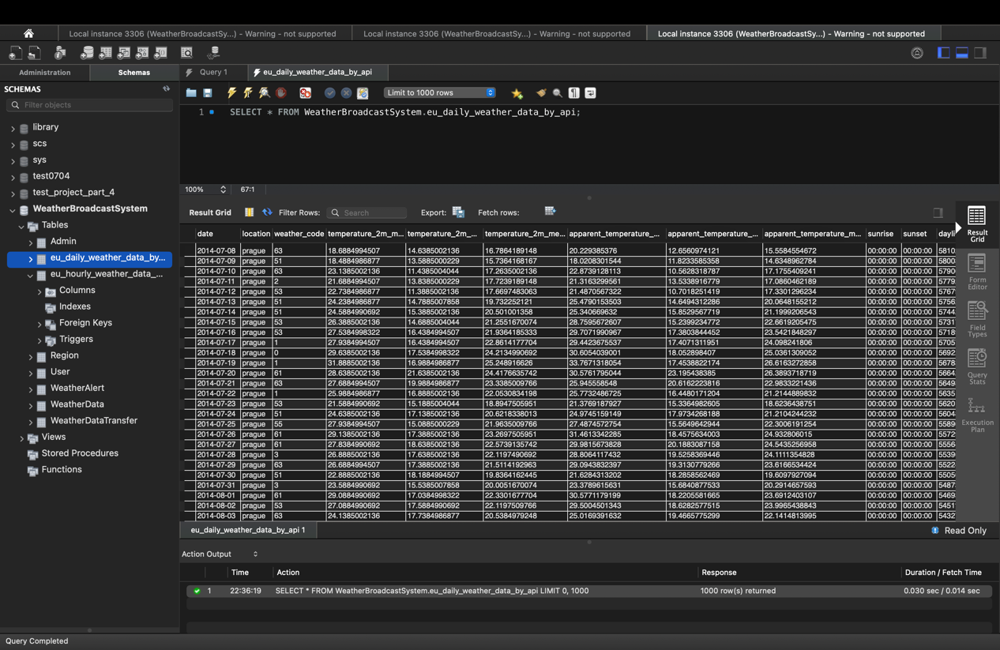 Local instance 3306 (WeatherBroadcastSy...) - Warning - not supported
Local instance 3306 (WeatherBroadcastSy...) - Warning - not supported
Local instance 3306 (WeatherBroadcastSy...) - Warning - not supported
Administration
Schemas
Query 1
eu_daily_weather_data_by_api
SCHEMAS
Filter objects
Limit to 1000 rows
1 SELECT * FROM WeatherBroadcastSystem.eu_daily_weather_data_by_api;
library
scs
sys
test0704
test_project_part_4
WeatherBroadcastSystem
Tables
Admin
eu_daily_weather_data_by...
eu_hourly_weather_data_...
Columns
Indexes
Foreign Keys
Triggers
Region
User
WeatherAlert
WeatherData
WeatherDataTransfer
Views
Stored Procedures
Functions
100% 67:1
Result Grid Filter Rows: Search Export: Fetch rows:
date location weather_code temperature_2m_m... temperature_2m_... temperature_2m_me... apparent_temperature_... apparent_temperature_... apparent_temperature_m... sunrise sunset dayli
2014-07-08 prague 63 18.6884994507 14.6385002136 16.7864189148 20.229385376 12.6560974121 15.5584554672 00:00:00 00:00:00 5810
2014-07-09 prague 51 18.4884986877 13.5885000229 15.7364168167 18.0208301544 11.8233585358 14.6348962784 00:00:00 00:00:00 5800
2014-07-10 prague 63 23.1385002136 11.4385004044 17.2635002136 22.8739128113 10.5628318787 17.1755409241 00:00:00 00:00:00 5790
2014-07-11 prague 2 21.6884994507 13.8385000229 17.7239189148 21.3163299561 13.5338916779 17.0860462189 00:00:00 00:00:00 5779
2014-07-12 prague 53 22.7384986877 11.3885002136 17.6697483063 21.4870567322 10.7018251419 17.3301296234 00:00:00 00:00:00 5767
2014-07-13 prague 51 24.2384986877 14.7885007858 19.732252121 25.4790153503 14.6494312286 20.0648155212 00:00:00 00:00:00 5756
2014-07-14 prague 51 24.5884990692 15.3885002136 20.501001358 25.340669632 15.8529567719 21.1999206543 00:00:00 00:00:00 5744
2014-07-15 prague 53 26.3885002136 14.6885004044 21.2551670074 28.7595672607 15.2399234772 22.6619205475 00:00:00 00:00:00 5731
2014-07-16 prague 53 27.5384998322 16.4384994507 21.9364185333 29.7071990967 17.3803844452 23.5421848297 00:00:00 00:00:00 5718
2014-07-17 prague 1 27.9384994507 16.4384994507 22.8614177704 29.4423675537 17.4071311951 24.098241806 00:00:00 00:00:00 5705
2014-07-18 prague 0 29.6385002136 17.5384998322 24.2134990692 30.6054039001 18.052898407 25.0361309052 00:00:00 00:00:00 5692
2014-07-19 prague 1 31.8885002136 16.9884986877 25.248916626 33.7671318054 17.4538822174 26.6163272858 00:00:00 00:00:00 5678
2014-07-20 prague 61 28.6385002136 21.6385002136 24.4176635742 30.5761795044 23.195438385 26.3893718719 00:00:00 00:00:00 5664
2014-07-21 prague 63 27.6884994507 19.9984986877 23.3385009766 25.945558548 20.6162223816 22.9833221436 00:00:00 00:00:00 5649
2014-07-22 prague 1 25.9884986877 16.8885002136 22.0530834198 25.7732486725 16.4480171204 21.2144889832 00:00:00 00:00:00 5635
2014-07-23 prague 53 21.5884990692 15.1885004044 18.8947505951 21.3769187927 15.3364982605 18.6236438751 00:00:00 00:00:00 5620
2014-07-24 prague 51 24.6385002136 17.1385002136 20.6218338013 24.9745159149 17.9734268188 21.2104244232 00:00:00 00:00:00 5604
2014-07-25 prague 55 27.9384994507 15.0885000229 21.9635009766 27.4874572754 15.5649642944 22.3006191254 00:00:00 00:00:00 5589
2014-07-26 prague 61 29.1385002136 17.3885002136 23.2697505951 31.4613342285 18.4575634003 24.932806015 00:00:00 00:00:00 5572
2014-07-27 prague 61 27.8384990692 18.6385002136 22.5739135742 29.9815673828 20.1883087158 24.5435256958 00:00:00 00:00:00 5556
2014-07-28 prague 3 26.8885002136 17.6385002136 22.1197490692 28.8064117432 19.5258369446 24.1111354828 00:00:00 00:00:00 5539
2014-07-29 prague 63 26.6884994507 17.3885002136 21.5114192963 29.0943832397 19.3130779266 23.6166534424 00:00:00 00:00:00 5522
2014-07-30 prague 51 22.8885002136 18.1884994507 19.8364162445 21.6284313202 18.2858562469 19.6097927094 00:00:00 00:00:00 5505
2014-07-31 prague 3 23.5884990692 15.5385007858 20.0051670074 23.3789615631 15.6840877533 20.2914657593 00:00:00 00:00:00 5487
2014-08-01 prague 61 29.0884990692 17.0384998322 22.3301677704 30.5771179199 18.2205581665 23.6912403107 00:00:00 00:00:00 5469
2014-08-02 prague 53 27.0884990692 17.5884990692 22.1197509766 29.5004501343 18.6282577515 23.9965438843 00:00:00 00:00:00 5451
2014-08-03 prague 63 24.1385002136 17.7384986877 20.5384979248 25.0169391632 19.4665775299 22.1414813995 00:00:00 00:00:00 5432
Result
Grid
Form
Editor
Field
Types
Query
Stats
Execution
Plan
eu_daily_weather_data_by_api 1
Read Only
Action Output
Time Action Response Duration / Fetch Time
1 22:36:19 SELECT * FROM WeatherBroadcastSystem.eu_daily_weather_data_by_api LIMIT 0, 1000 1000 row(s) returned 0.030 sec / 0.014 sec
Query Completed